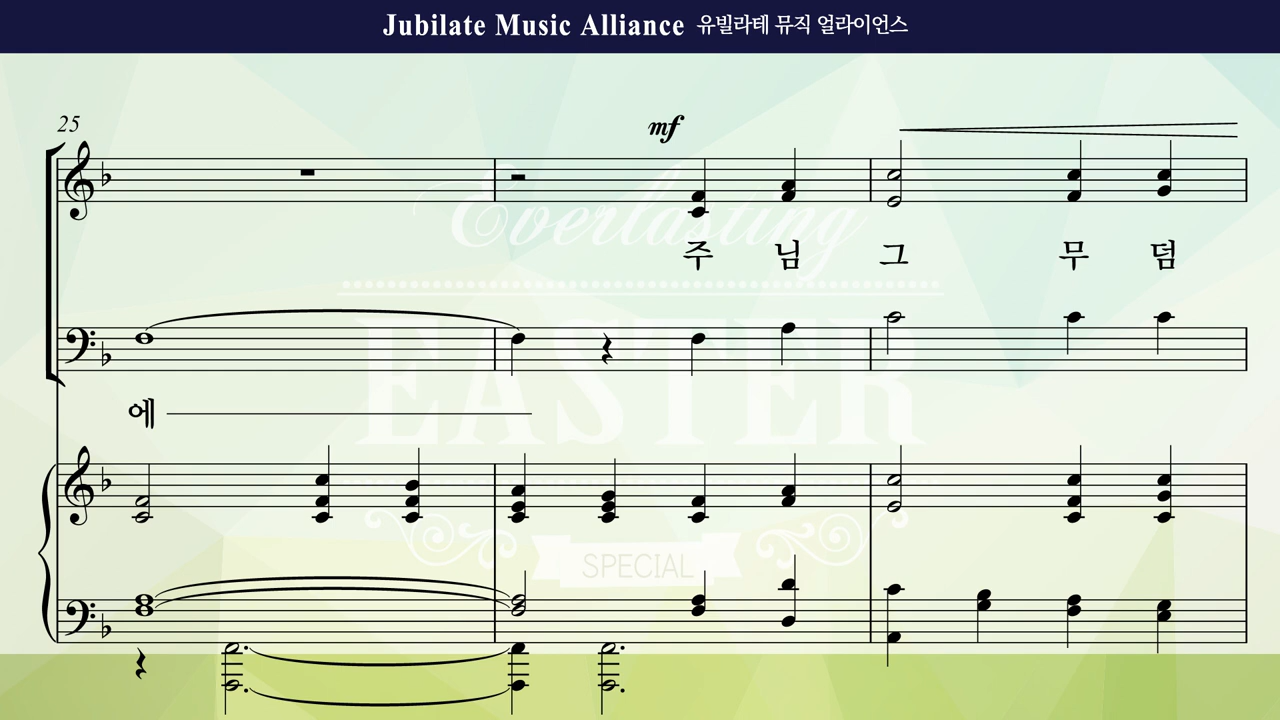 Jubilate Music Alliance 유빌라테 뮤직 얼라이언스
25
mf
Everlasting
주 님 그 무 덤
EASTER
에
SPECIAL